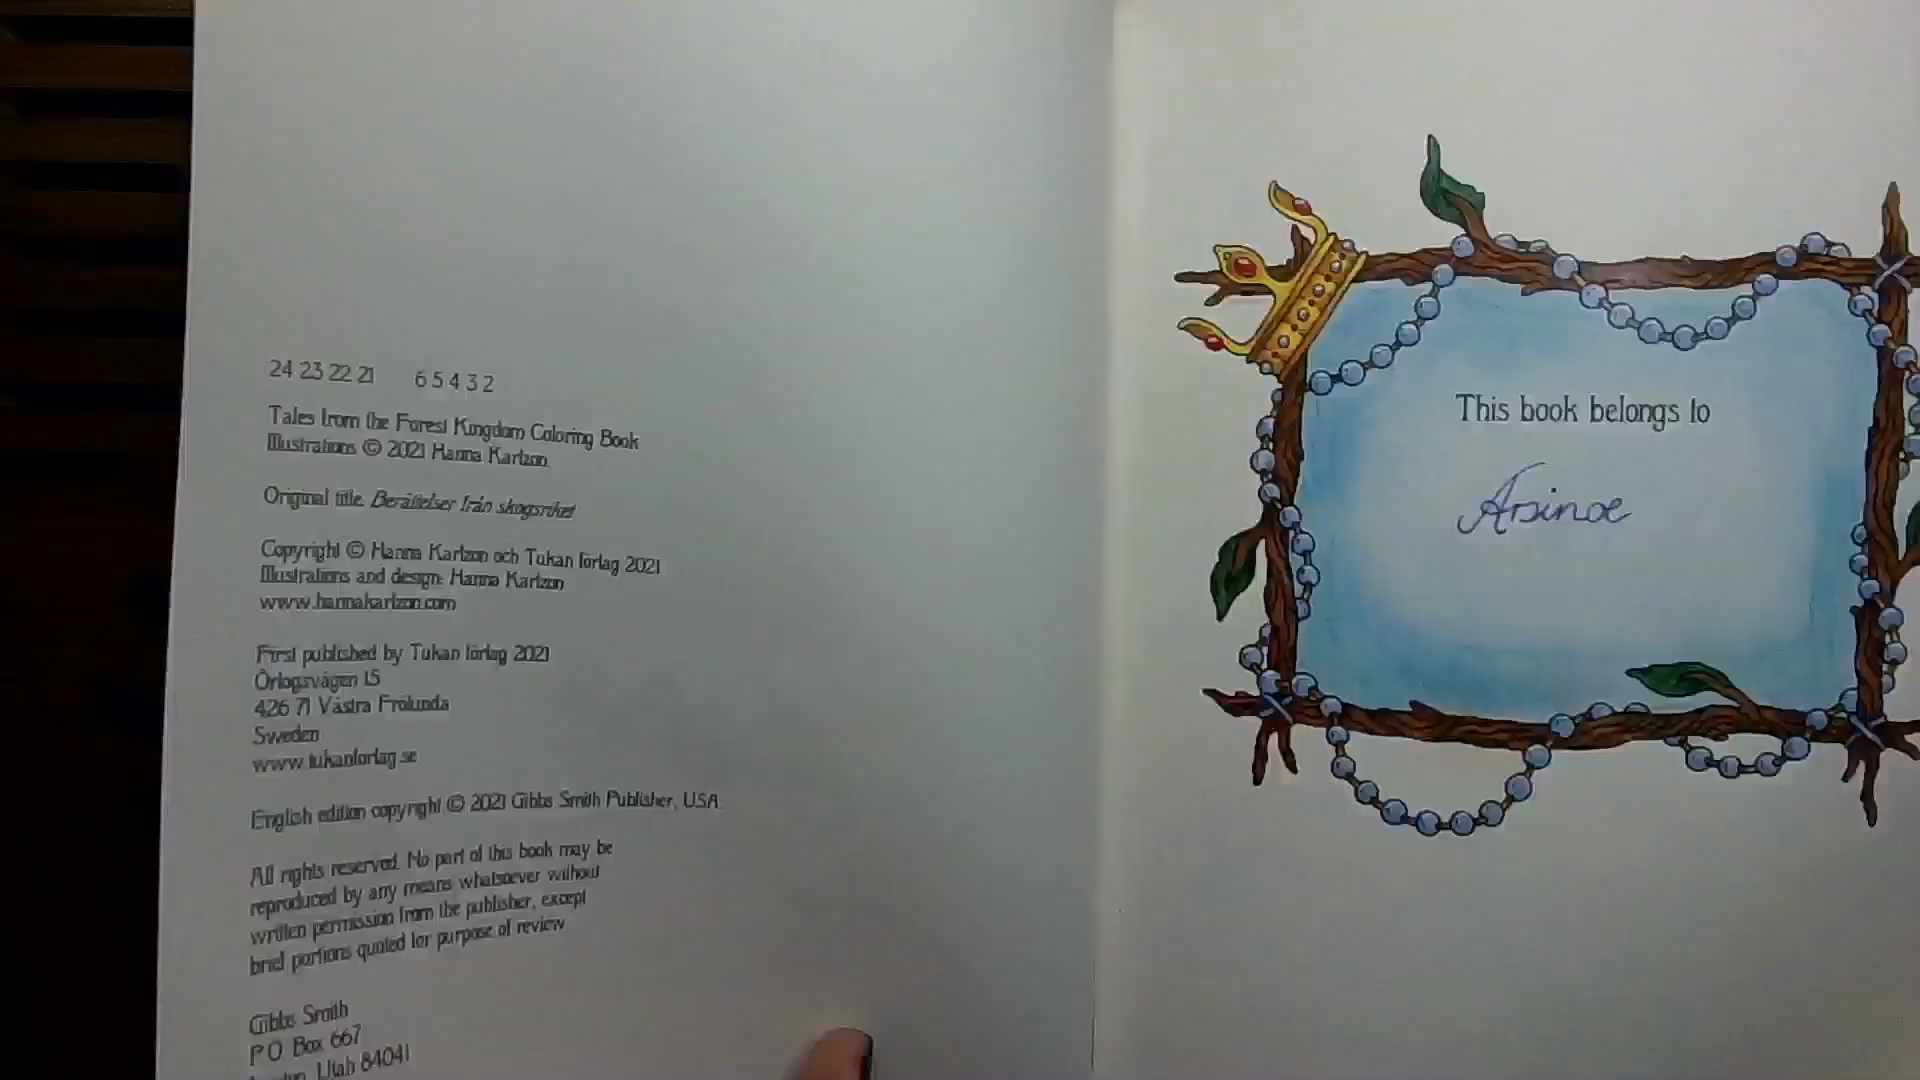 24 23 22 21 6 5 4 3 2
Tales from the Forest Kingdom Coloring Book
Illustrations © 2021 Hanna Karlzon
Original title: Berättelser från skogsriket
Copyright © Hanna Karlzon och Tukan förlag 2021
Illustrations and design: Hanna Karlzon
www.hannakarlzon.com
First published by Tukan förlag 2021
Örlogsvägen 15
426 71 Västra Frölunda
Sweden
www.tukanforlag.se
English edition copyright © 2021 Gibbs Smith Publisher, USA.
All rights reserved. No part of this book may be
reproduced by any means whatsoever without
written permission from the publisher, except
brief portions quoted for purpose of review
Gibbs Smith
P.O. Box 667
Utah 84041
This book belongs to
Arsinoe